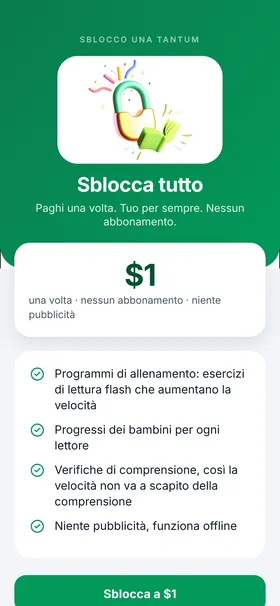 SBLOCCO UNA TANTUM
Sblocca tutto
Paghi una volta. Tuo per sempre. Nessun
abbonamento.
$1
una volta · nessun abbonamento · niente
pubblicità
Programmi di allenamento: esercizi
di lettura flash che aumentano la
velocità
Progressi dei bambini per ogni
lettore
Verifiche di comprensione, così la
velocità non va a scapito della
comprensione
Niente pubblicità, funziona offline
Sblocca a $1